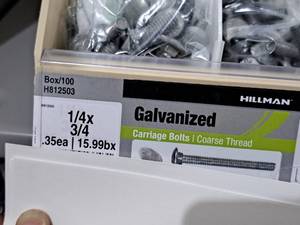 Box/100
H812503
HILLMAN
1/4x
3/4
.35ea | 15.99bx
Galvanized
Carriage Bolts | Coarse Thread